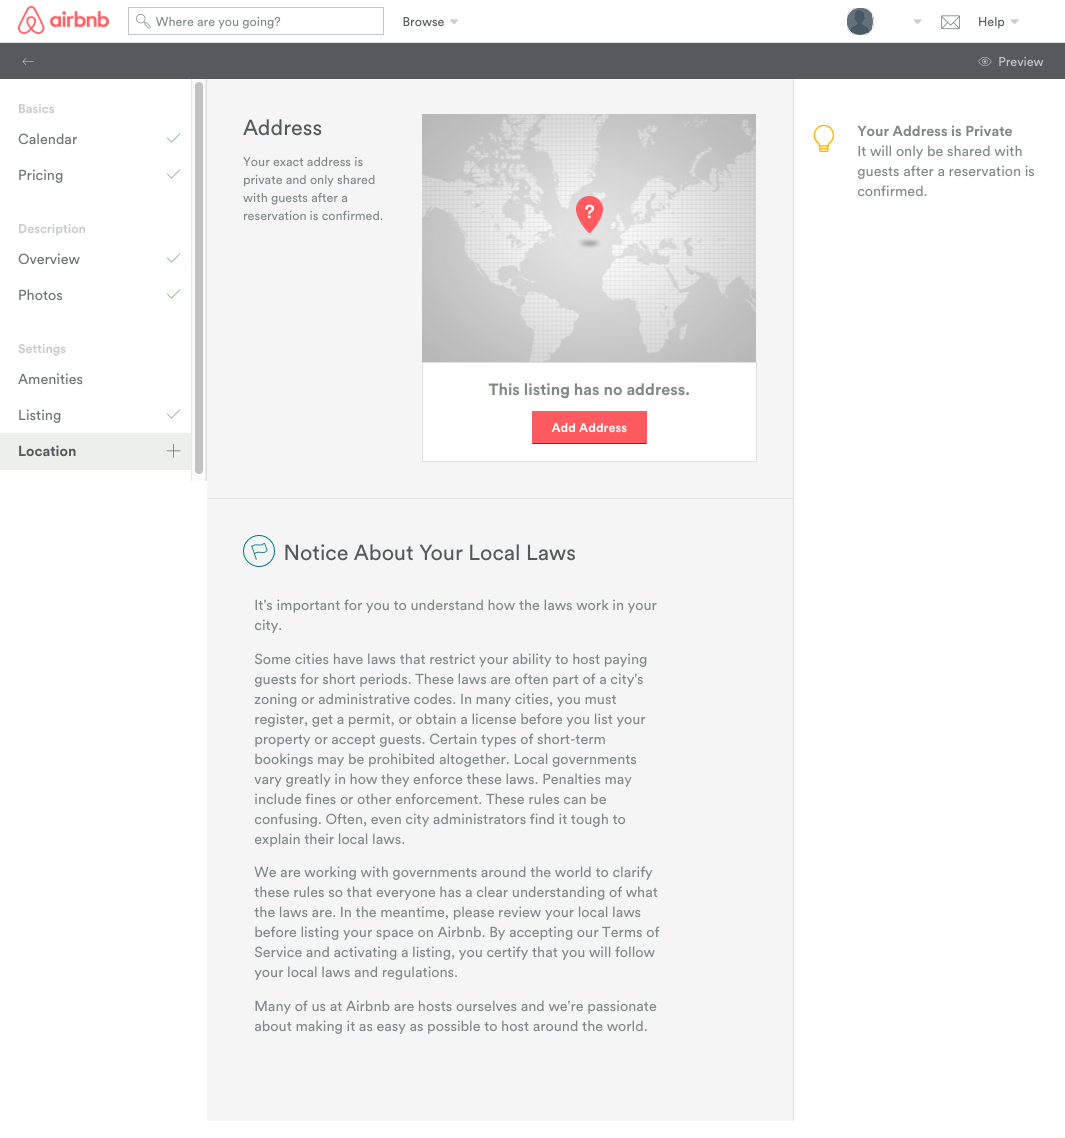 airbnb
Where are you going?
Browse
Help
Preview
Basics
Calendar
Pricing
Description
Overview
Photos
Settings
Amenities
Listing
Location
Address
Your exact address is
private and only shared
with guests after a
reservation is confirmed.
?
This listing has no address.
Add Address
Your Address is Private
It will only be shared with
guests after a reservation is
confirmed.
Notice About Your Local Laws
It's important for you to understand how the laws work in your
city.
Some cities have laws that restrict your ability to host paying
guests for short periods. These laws are often part of a city's
zoning or administrative codes. In many cities, you must
register, get a permit, or obtain a license before you list your
property or accept guests. Certain types of short-term
bookings may be prohibited altogether. Local governments
vary greatly in how they enforce these laws. Penalties may
include fines or other enforcement. These rules can be
confusing. Often, even city administrators find it tough to
explain their local laws.
We are working with governments around the world to clarify
these rules so that everyone has a clear understanding of what
the laws are. In the meantime, please review your local laws
before listing your space on Airbnb. By accepting our Terms of
Service and activating a listing, you certify that you will follow
your local laws and regulations.
Many of us at Airbnb are hosts ourselves and we're passionate
about making it as easy as possible to host around the world.